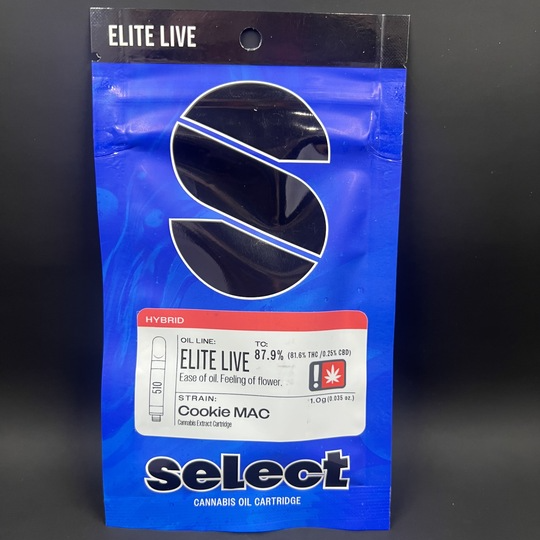 ELITE LIVE
HYBRID
OIL LINE:
ELITE LIVE
Ease of oil. Feeling of flower.
TC:
87.9% (81.6% THC /0.25% CBD)
510
STRAIN:
Cookie MAC
Cannabis Extract Cartridge
1.0g (0.035 oz.)
select
CANNABIS OIL CARTRIDGE